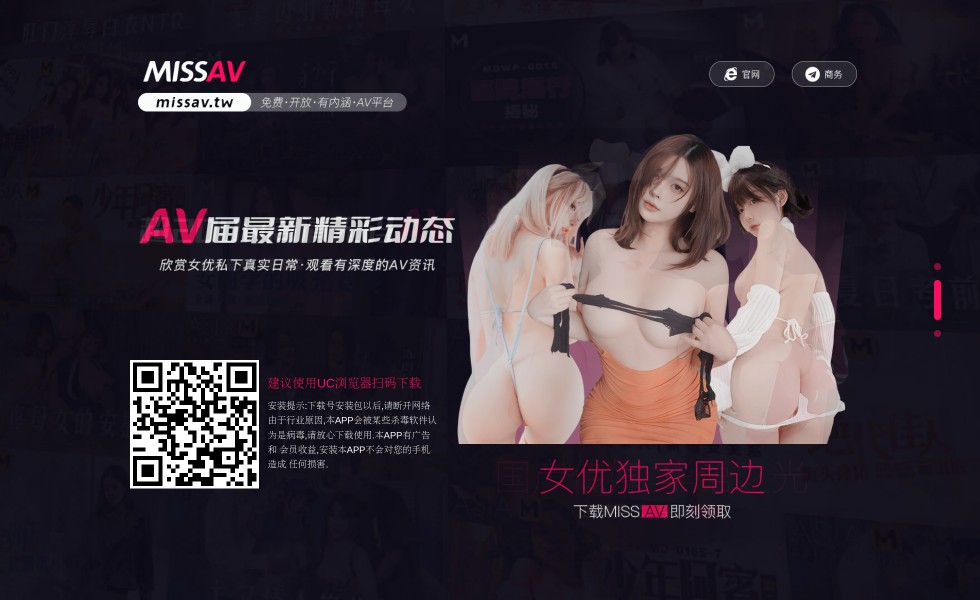 MISSAV
官网
商务
missav.tw
免费·开放·有内涵·AV平台
AV届最新精彩动态
欣赏女优私下真实日常·观看有深度的AV资讯
建议使用UC浏览器扫码下载
安装提示:下载号安装包以后,请断开网络
由于行业原因,本APP会被某些杀毒软件认
为是病毒,请放心下载使用.本APP有广告
和 会员收益,安装本APP不会对您的手机
造成 任何损害.
女优独家周边
下载MISS AV 即刻领取